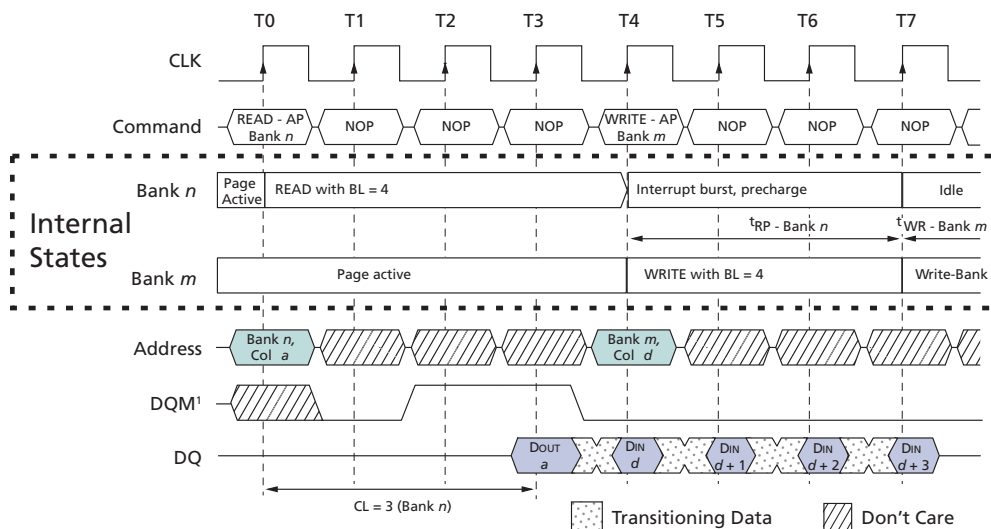 T0 T1 T2 T3 T4 T5 T6 T7
CLK
Command READ - AP Bank n NOP NOP NOP WRITE - AP Bank m NOP NOP NOP
Internal States
Bank n Page Active READ with BL = 4 Interrupt burst, precharge Idle
tRP - Bank n tWR - Bank m
Bank m Page active WRITE with BL = 4 Write-Bank
Address Bank n, Col a Bank m, Col d
DQM1
DQ DOUT a DIN d DIN d + 1 DIN d + 2 DIN d + 3
CL = 3 (Bank n)
Transitioning Data Don't Care